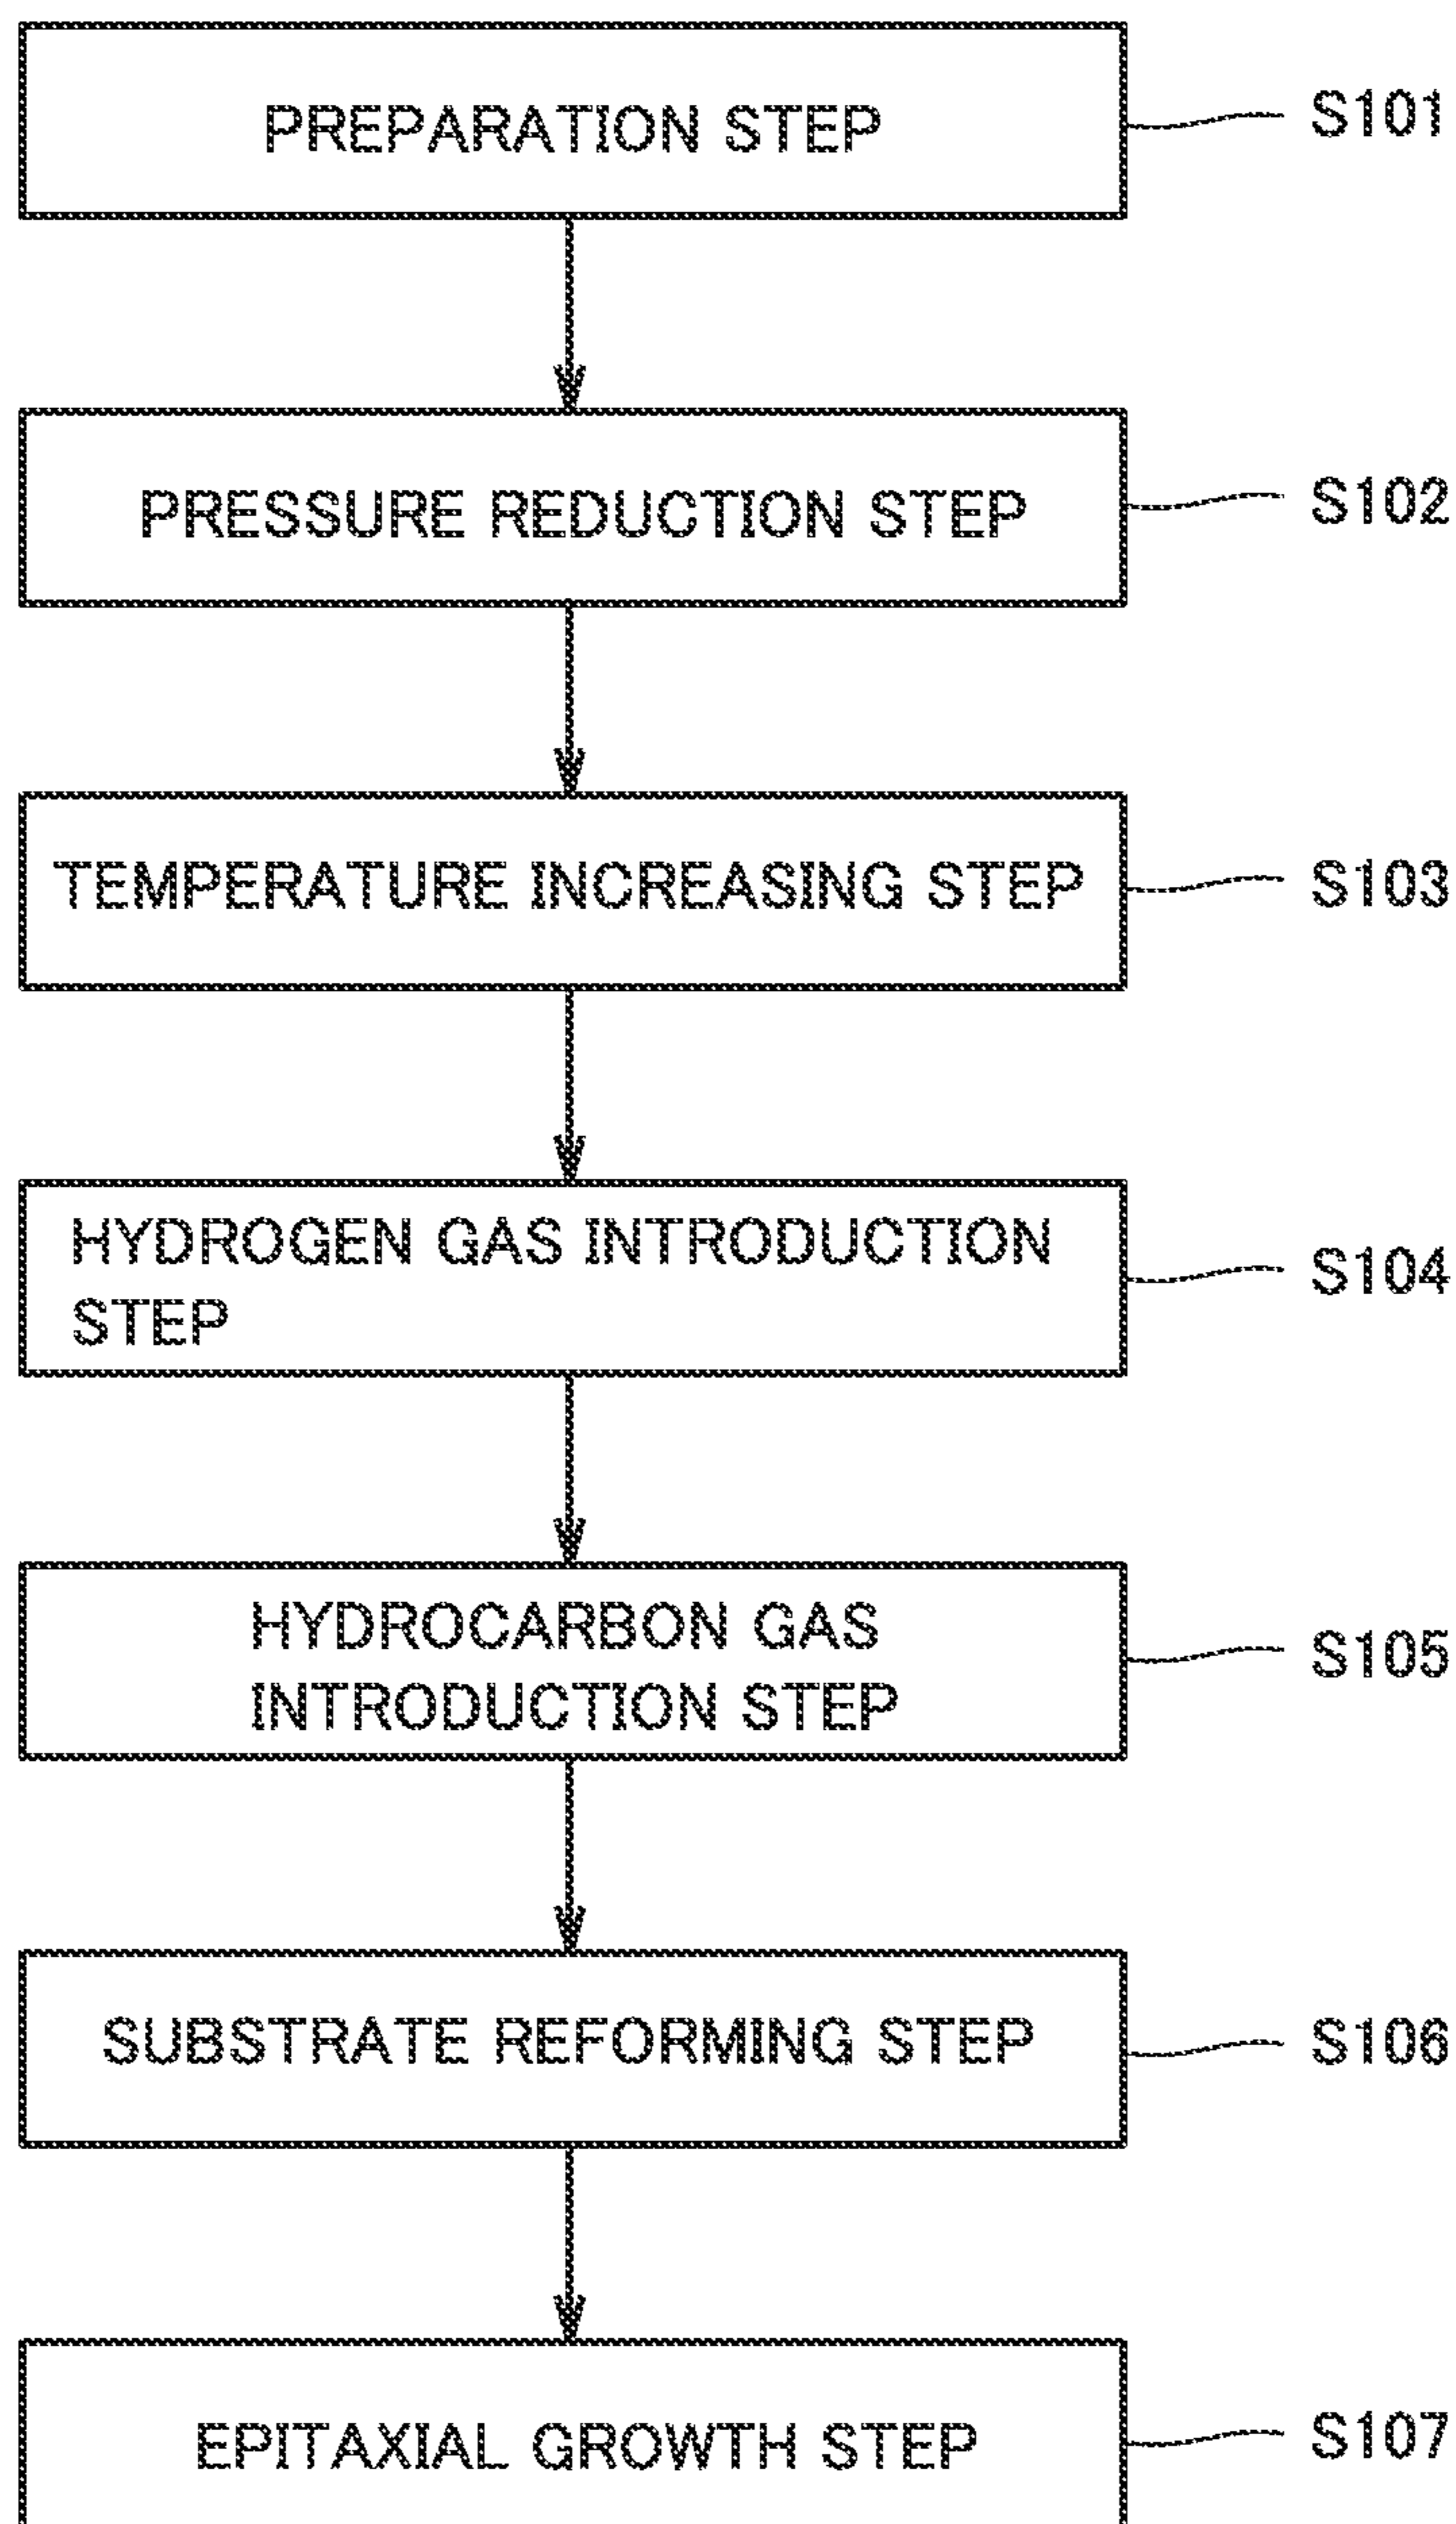 PREPARATION STEP
S101
PRESSURE REDUCTION STEP
S102
TEMPERATURE INCREASING STEP
S103
HYDROGEN GAS INTRODUCTION
STEP
S104
HYDROCARBON GAS
INTRODUCTION STEP
S105
SUBSTRATE REFORMING STEP
S106
EPITAXIAL GROWTH STEP
S107